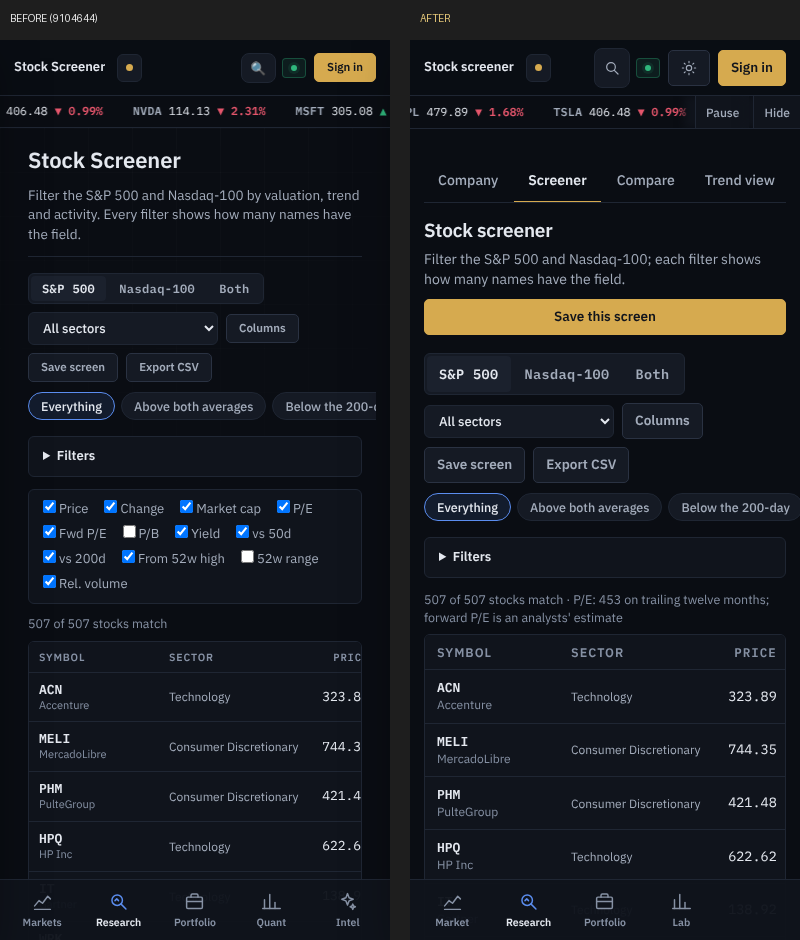 BEFORE (9104644)
Stock Screener
Sign in
406.48 ▼ 0.99% NVDA 114.13 ▼ 2.31% MSFT 305.08 ▲
Stock Screener
Filter the S&P 500 and Nasdaq-100 by valuation, trend
and activity. Every filter shows how many names have
the field.
S&P 500 Nasdaq-100 Both
All sectors Columns
Save screen Export CSV
Everything Above both averages Below the 200-d
▶ Filters
Price Change Market cap P/E
Fwd P/E P/B Yield vs 50d
vs 200d From 52w high 52w range
Rel. volume
507 of 507 stocks match
SYMBOL SECTOR PRIC
ACN Technology 323.8
Accenture
MELI Consumer Discretionary 744.3
MercadoLibre
PHM Consumer Discretionary 421.4
PulteGroup
HPQ Technology 622.6
HP Inc
Markets Research Portfolio Quant Intel
AFTER
Stock screener
Sign in
PL 479.89 ▼ 1.68% TSLA 406.48 ▼ 0.99% Pause Hide
Company Screener Compare Trend view
Stock screener
Filter the S&P 500 and Nasdaq-100; each filter shows
how many names have the field.
Save this screen
S&P 500 Nasdaq-100 Both
All sectors Columns
Save screen Export CSV
Everything Above both averages Below the 200-day
▶ Filters
507 of 507 stocks match · P/E: 453 on trailing twelve months;
forward P/E is an analysts' estimate
SYMBOL SECTOR PRICE
ACN Technology 323.89
Accenture
MELI Consumer Discretionary 744.35
MercadoLibre
PHM Consumer Discretionary 421.48
PulteGroup
HPQ Technology 622.62
HP Inc
Market Research Portfolio Lab